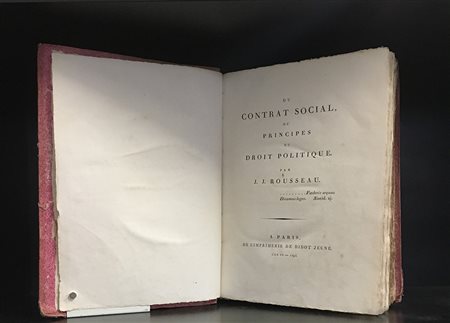 DU
CONTRAT SOCIAL,
OU
PRINCIPES
DU
DROIT POLITIQUE.
PAR
J. J. ROUSSEAU.
......... Fœderis æquas
Dicamus leges. Æneid. xj.
A PARIS,
DE L'IMPRIMERIE DE DIDOT JEUNE.